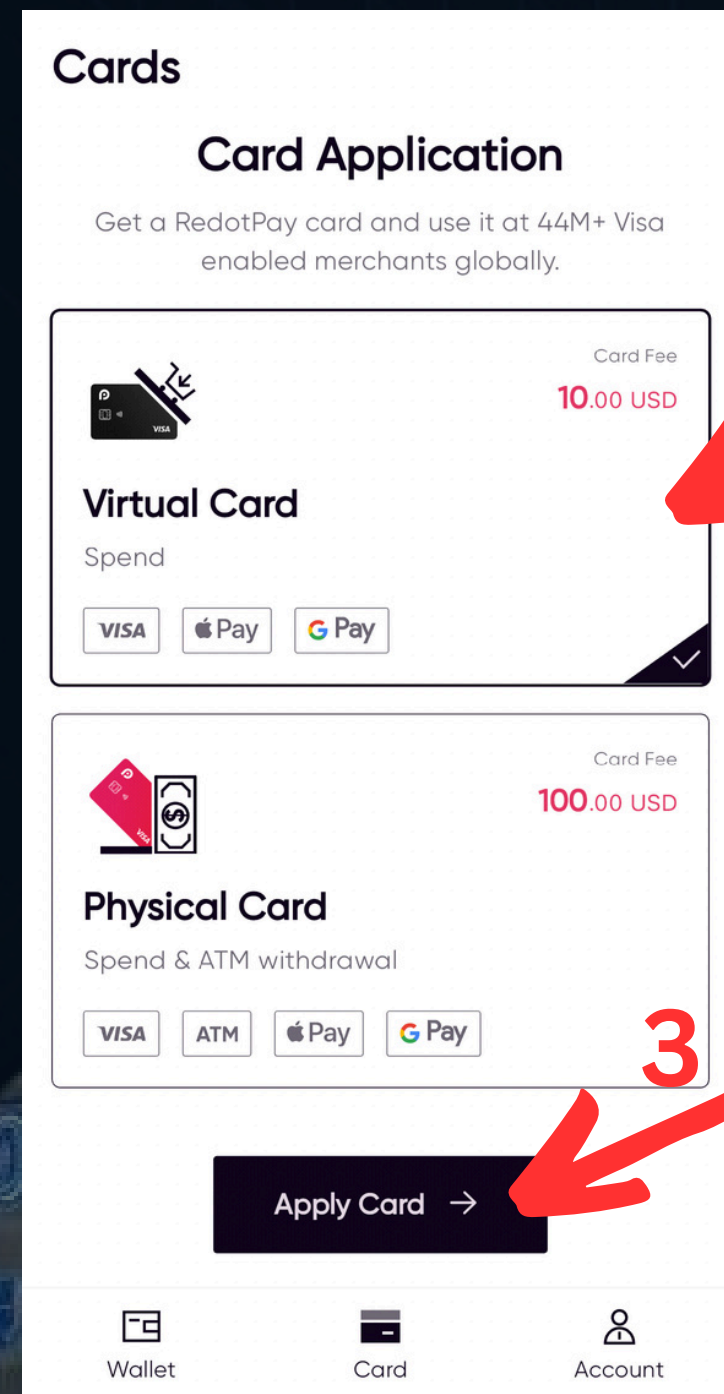 Cards
Card Application
Get a RedotPay card and use it at 44M+ Visa
enabled merchants globally.
Card Fee
10.00 USD
VISA
Virtual Card
Spend
VISA Pay G Pay
Card Fee
100.00 USD
VISA
Physical Card
Spend & ATM withdrawal
VISA ATM Pay G Pay
3
Apply Card →
Wallet Card Account